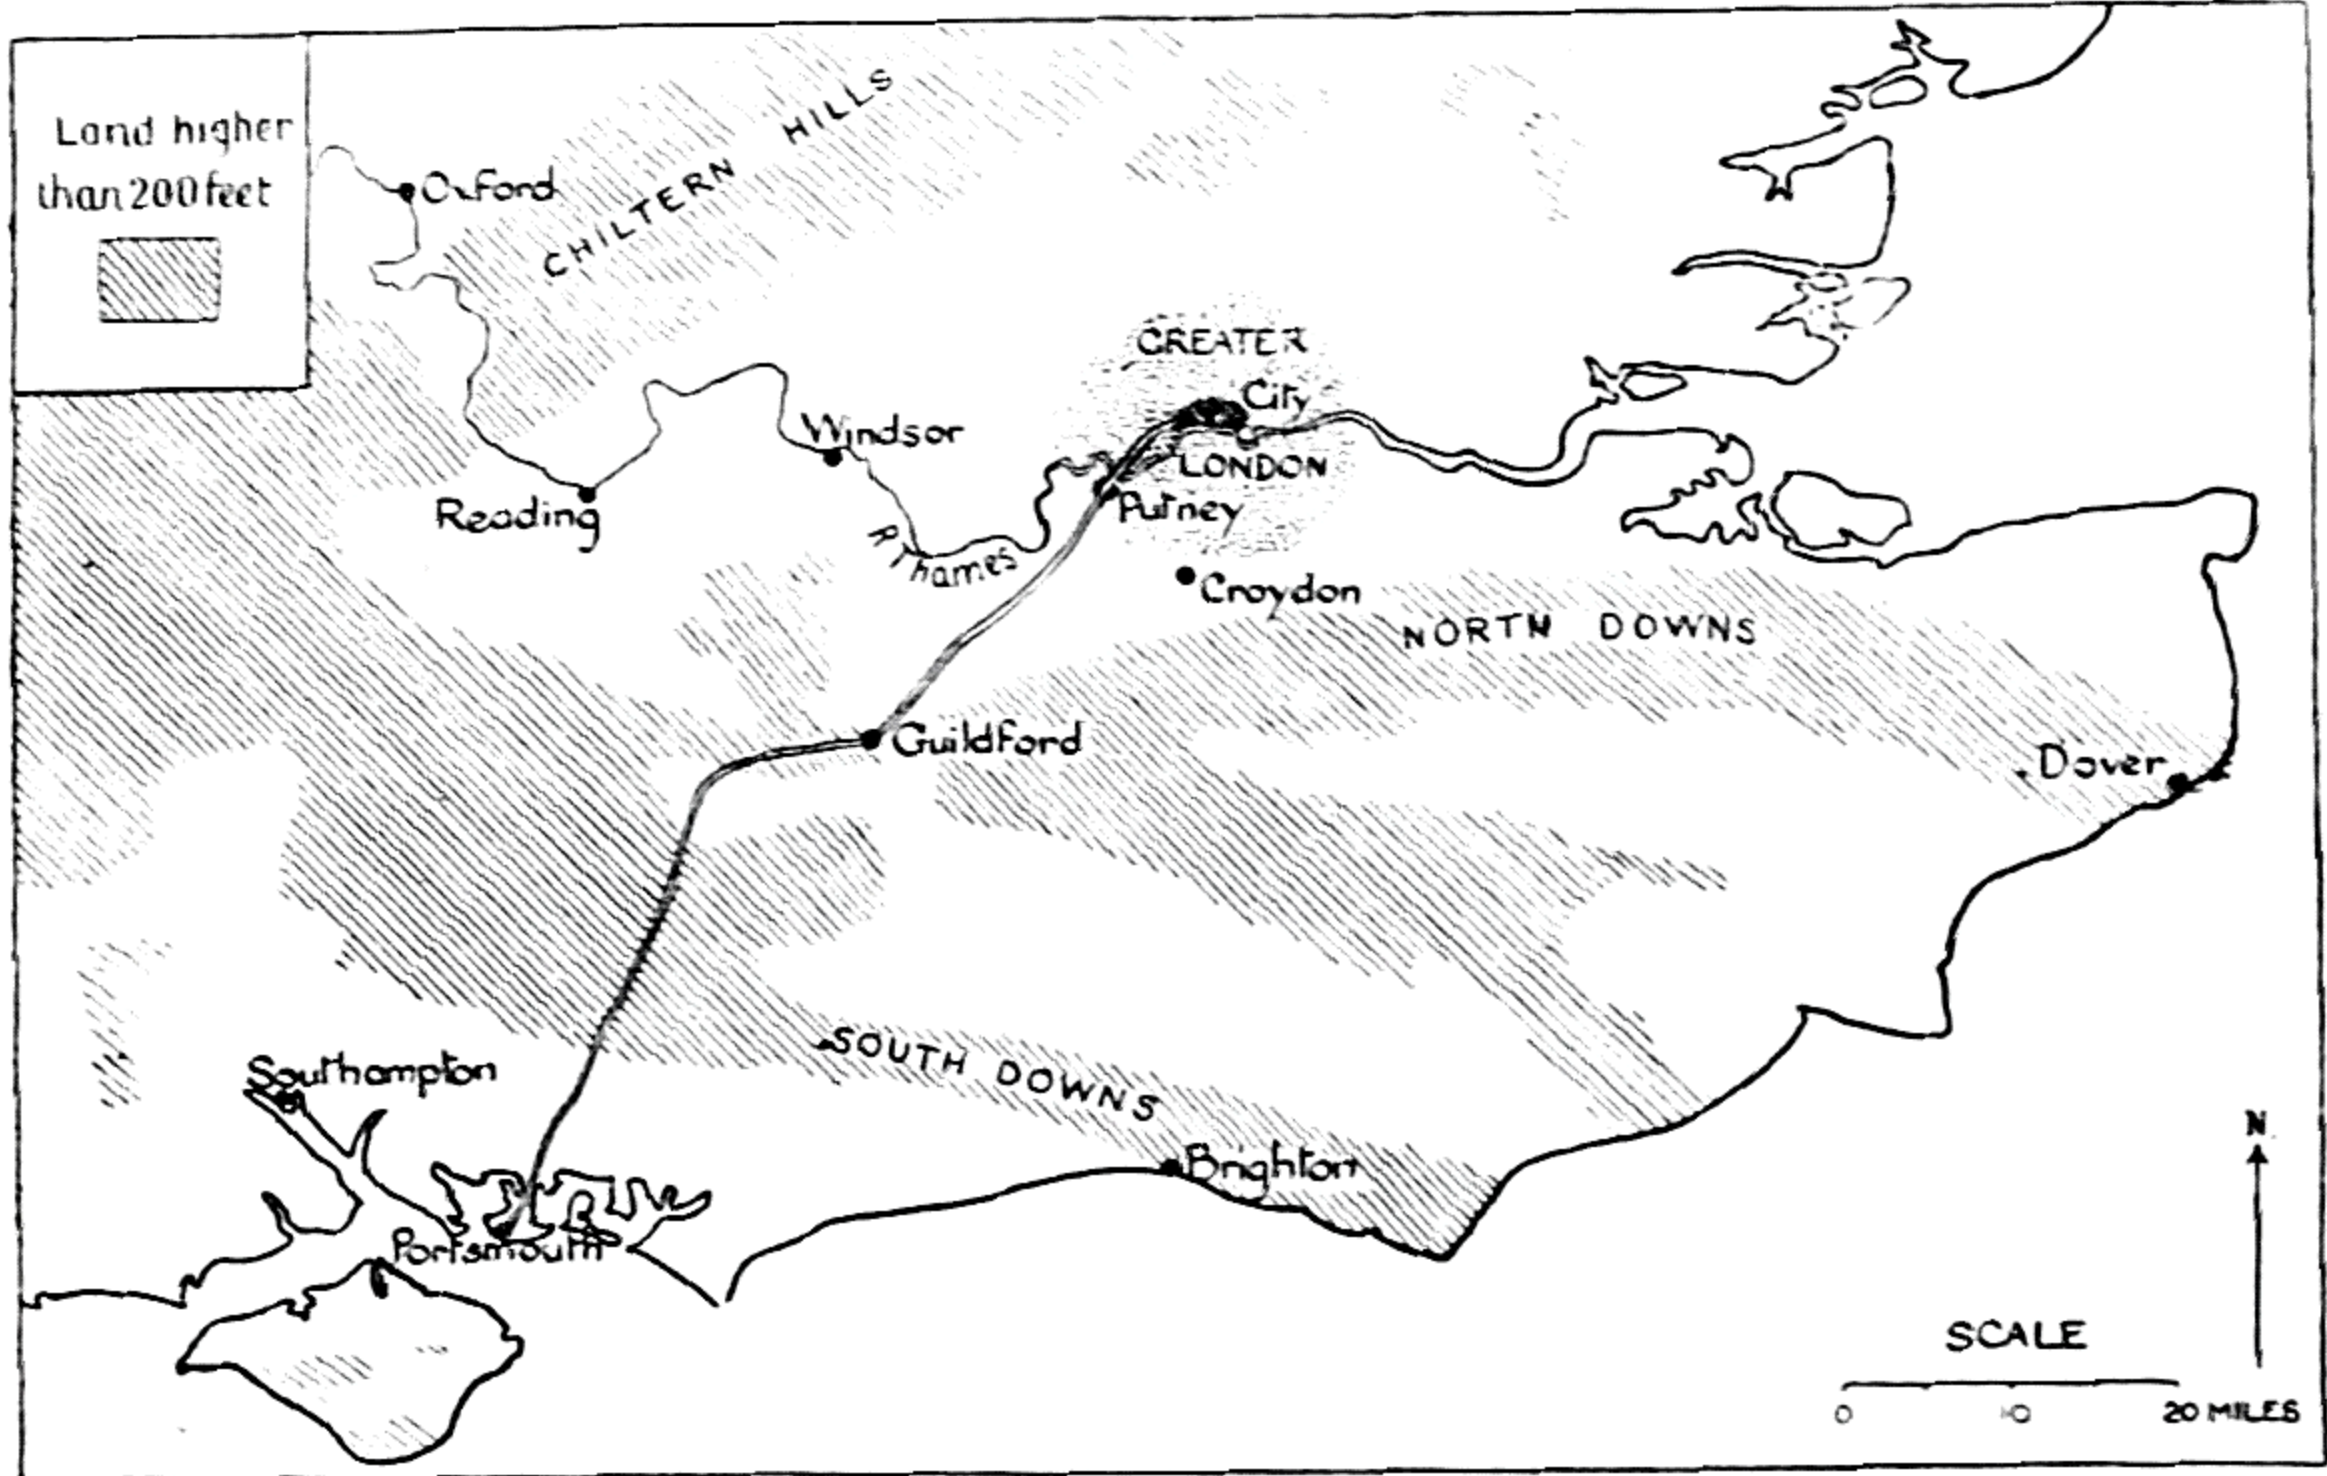 Land higher
than 200 feet
Oxford
CHILTERN HILLS
GREATER
City
LONDON
Windsor
Reading
Putney
R Thames
Croydon
NORTH DOWNS
Guildford
Dover
SOUTH DOWNS
Southampton
Brighton
Portsmouth
N
SCALE
0 10 20 MILES